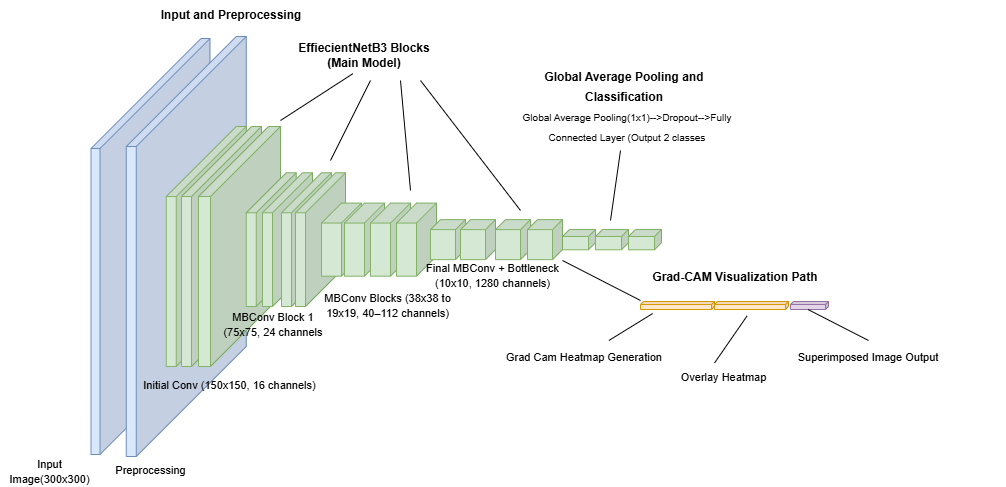 Input and Preprocessing
EffiecientNetB3 Blocks
(Main Model)
Global Average Pooling and
Classification
Global Average Pooling(1x1)-->Dropout-->Fully
Connected Layer (Output 2 classes
Final MBConv + Bottleneck
(10x10, 1280 channels)
Grad-CAM Visualization Path
MBConv Blocks (38x38 to
19x19, 40–112 channels)
MBConv Block 1
(75x75, 24 channels
Grad Cam Heatmap Generation
Superimposed Image Output
Overlay Heatmap
Initial Conv (150x150, 16 channels)
Input
Image(300x300)
Preprocessing